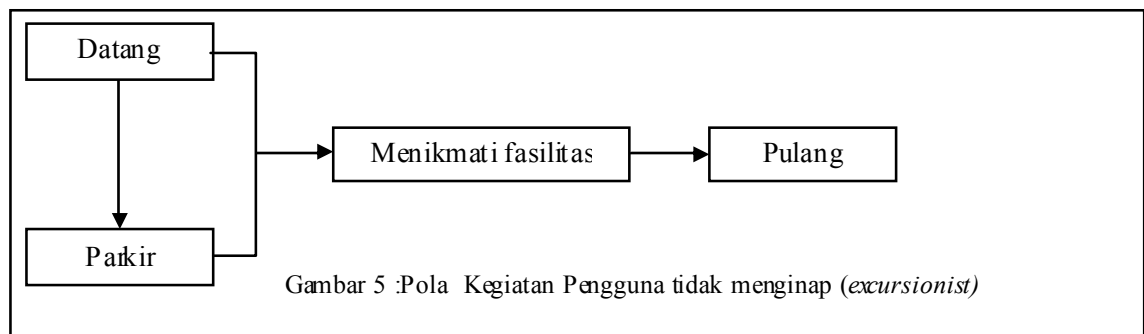 Datang
Menikmati fasilitas
Pulang
Parkir
Gambar 5 :Pola Kegiatan Pengguna tidak menginap (excursionist)